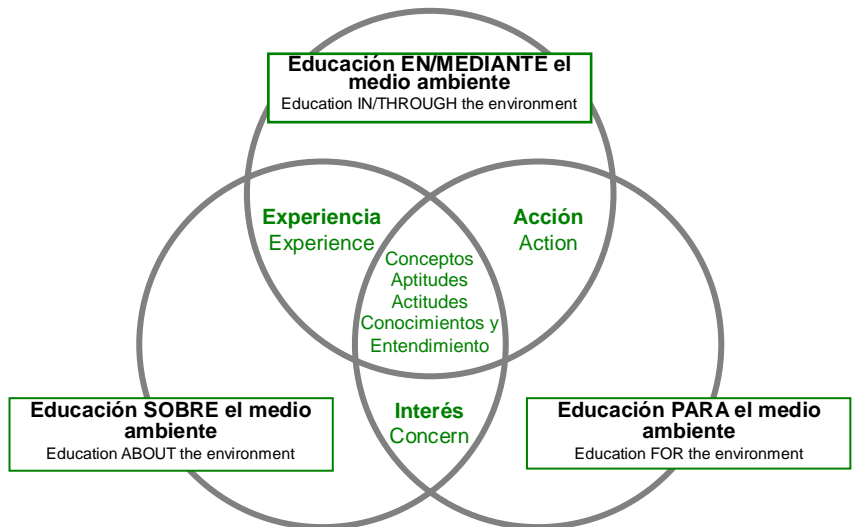 Educación EN/MEDIANTE el
medio ambiente
Education IN/THROUGH the environment
Experiencia
Experience
Acción
Action
Conceptos
Aptitudes
Actitudes
Conocimientos y
Entendimiento
Educación SOBRE el medio
ambiente
Education ABOUT the environment
Interés
Concern
Educación PARA el medio
ambiente
Education FOR the environment